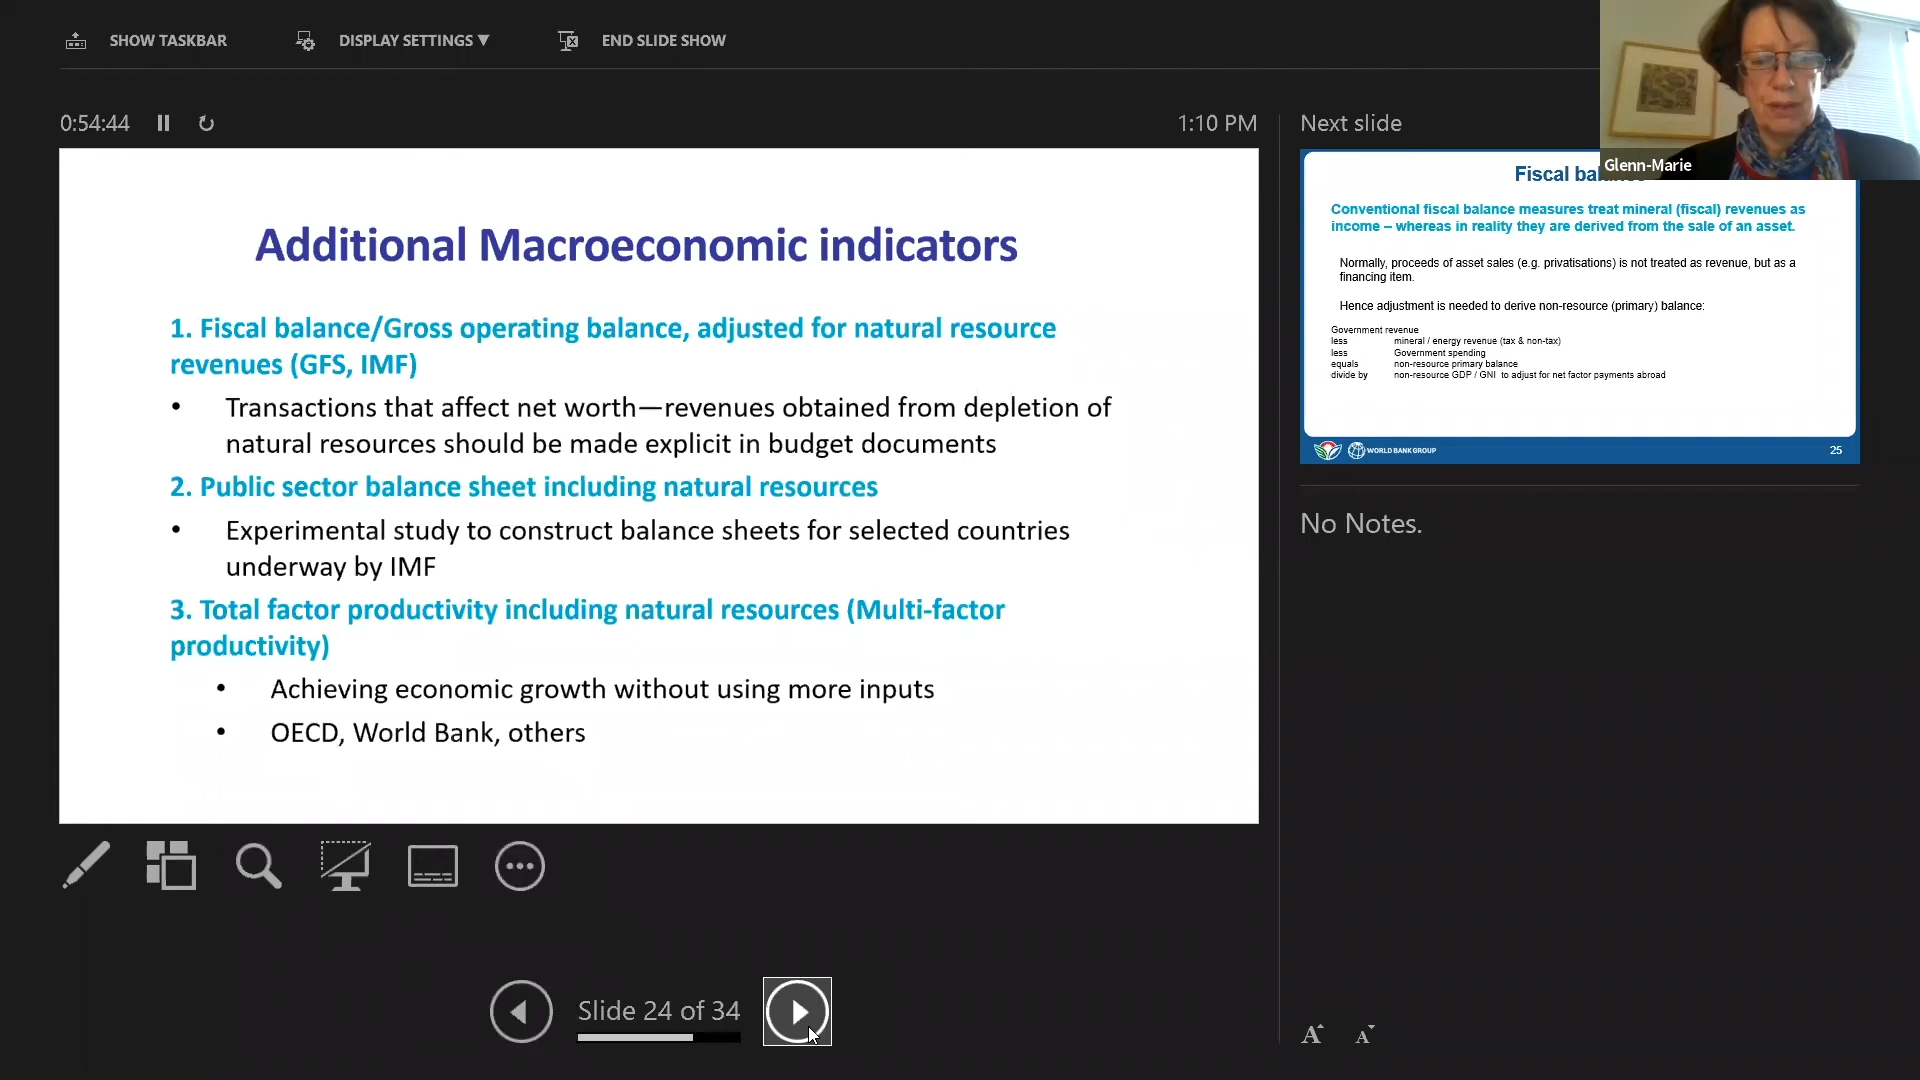 SHOW TASKBAR
DISPLAY SETTINGS ▼
END SLIDE SHOW
0:54:44
1:10 PM
Additional Macroeconomic indicators
1. Fiscal balance/Gross operating balance, adjusted for natural resource
revenues (GFS, IMF)
• Transactions that affect net worth—revenues obtained from depletion of
natural resources should be made explicit in budget documents
2. Public sector balance sheet including natural resources
• Experimental study to construct balance sheets for selected countries
underway by IMF
3. Total factor productivity including natural resources (Multi-factor
productivity)
• Achieving economic growth without using more inputs
• OECD, World Bank, others
Slide 24 of 34
Next slide
Glenn-Marie
Fiscal balance
Conventional fiscal balance measures treat mineral (fiscal) revenues as
income – whereas in reality they are derived from the sale of an asset.
Normally, proceeds of asset sales (e.g. privatisations) is not treated as revenue, but as a
financing item.
Hence adjustment is needed to derive non-resource (primary) balance:
Government revenue
less mineral / energy revenue (tax & non-tax)
less Government spending
equals non-resource primary balance
divide by non-resource GDP / GNI to adjust for net factor payments abroad
WORLD BANK GROUP
25
No Notes.
A A